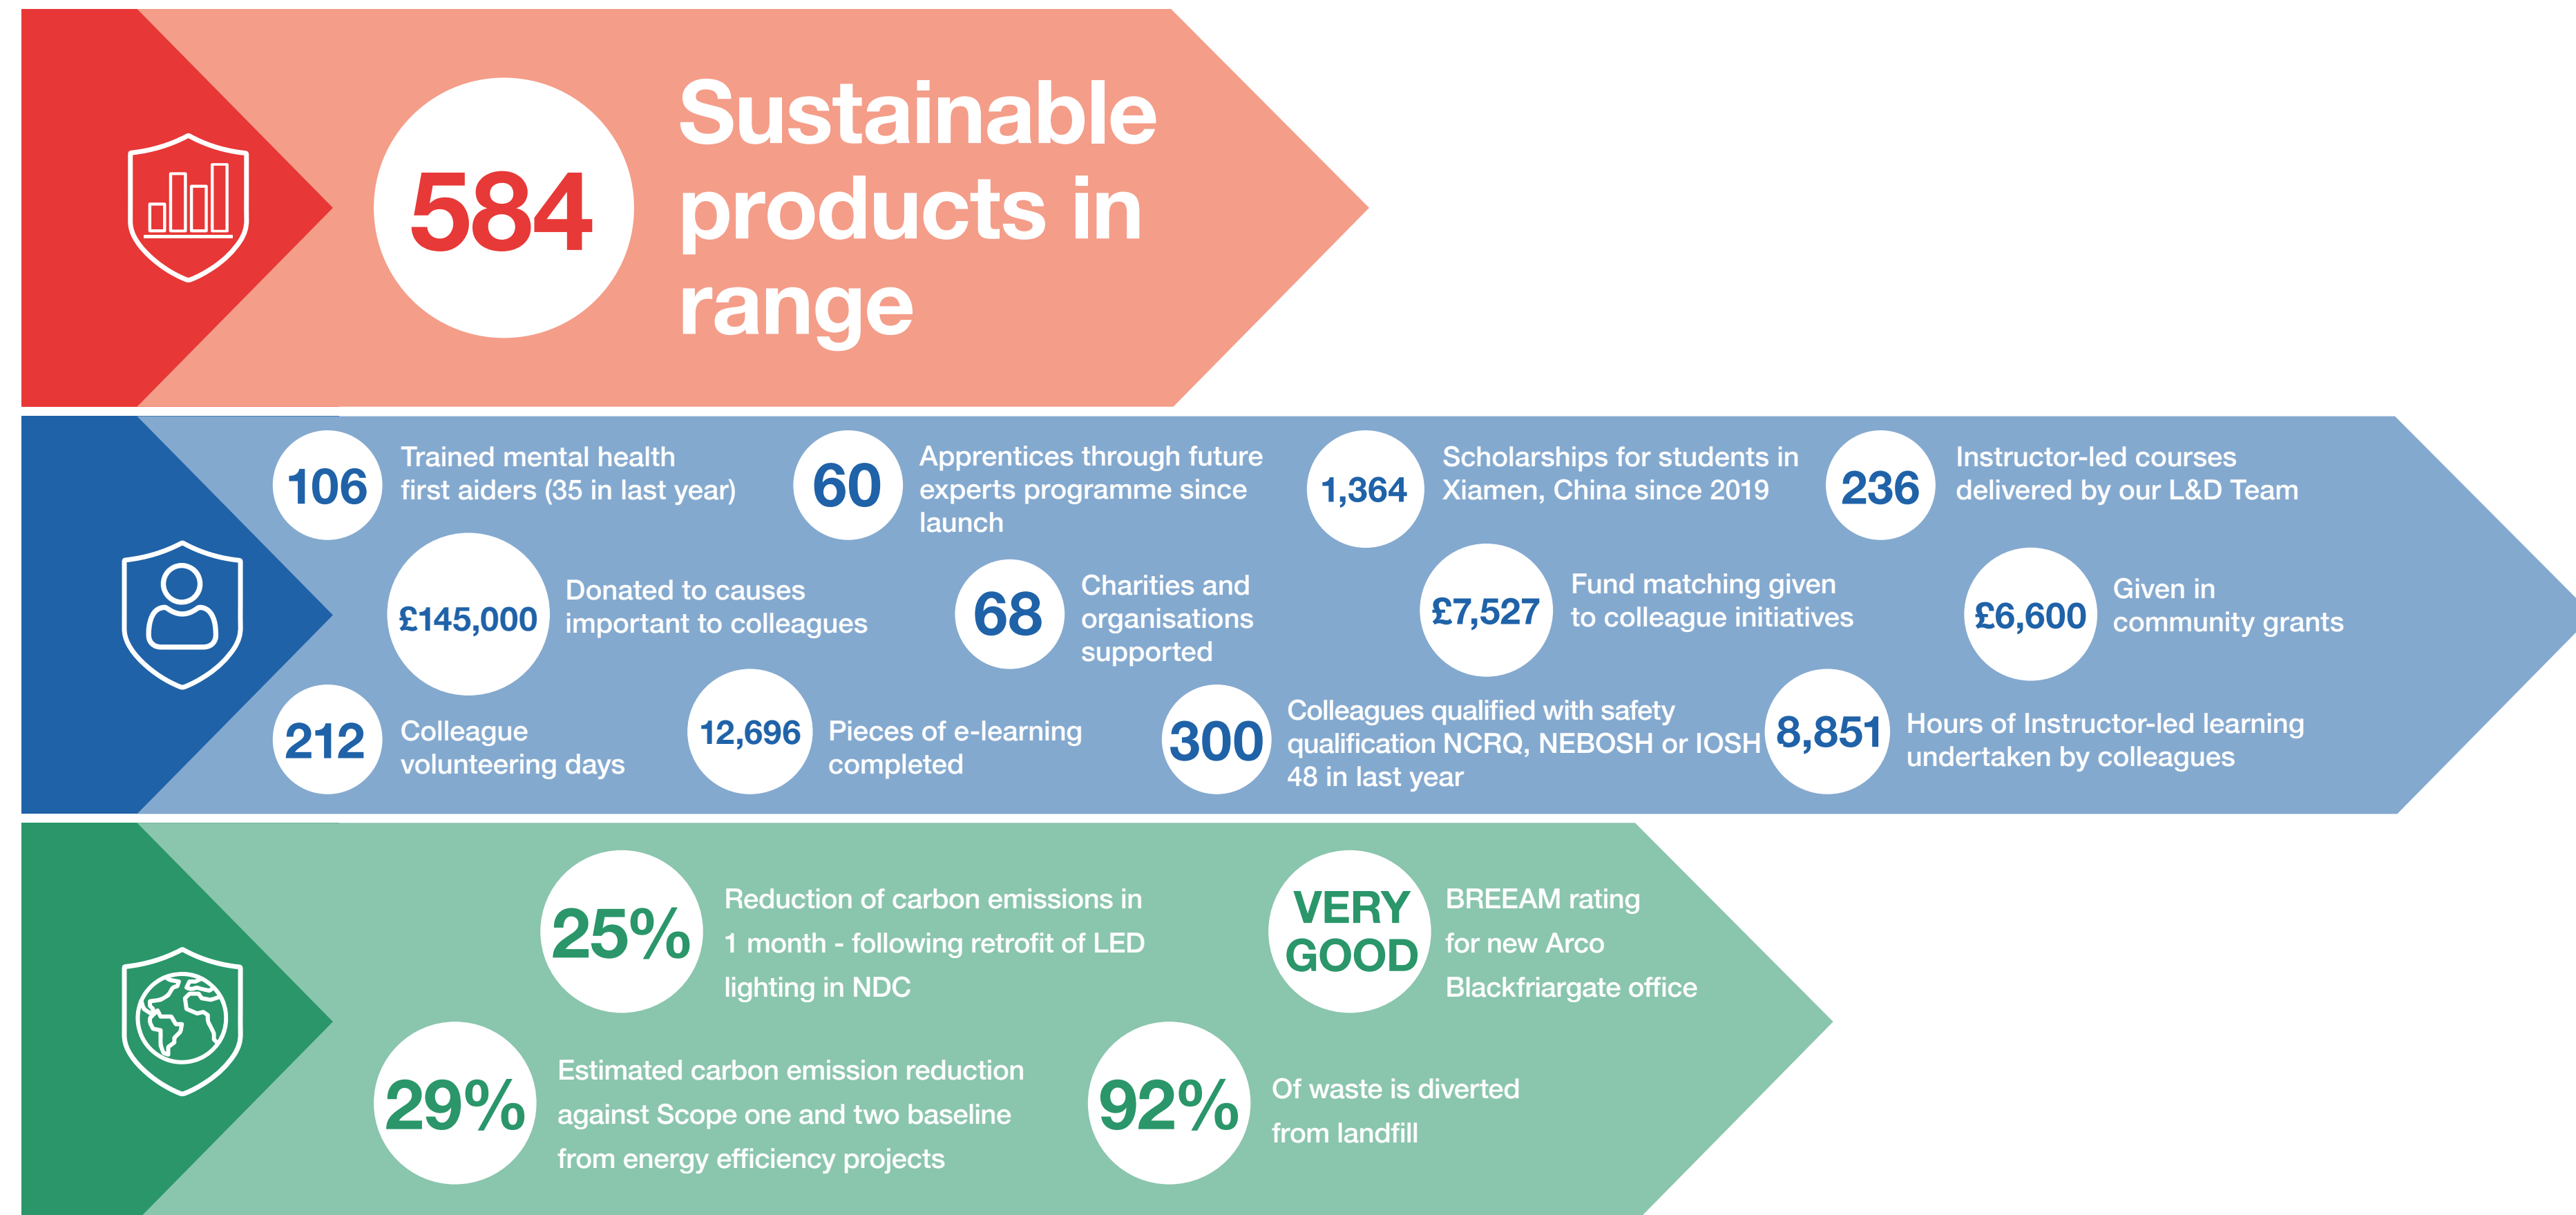 584
Sustainable
products in
range
106
Trained mental health
first aiders (35 in last year)
60
Apprentices through future
experts programme since
launch
1,364
Scholarships for students in
Xiamen, China since 2019
236
Instructor-led courses
delivered by our L&D Team
£145,000
Donated to causes
important to colleagues
68
Charities and
organisations
supported
£7,527
Fund matching given
to colleague initiatives
£6,600
Given in
community grants
212
Colleague
volunteering days
12,696
Pieces of e-learning
completed
300
Colleagues qualified with safety
qualification NCRQ, NEBOSH or IOSH
48 in last year
8,851
Hours of Instructor-led learning
undertaken by colleagues
25%
Reduction of carbon emissions in
1 month - following retrofit of LED
lighting in NDC
VERY
GOOD
BREEAM rating
for new Arco
Blackfriargate office
29%
Estimated carbon emission reduction
against Scope one and two baseline
from energy efficiency projects
92%
Of waste is diverted
from landfill